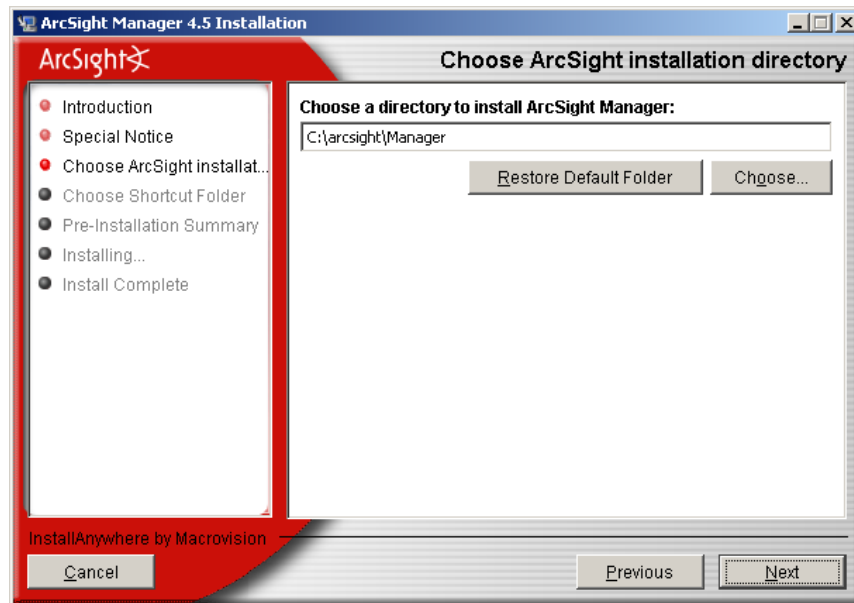 ArcSight Manager 4.5 Installation
ArcSight
Choose ArcSight installation directory
Introduction
Special Notice
Choose ArcSight installat...
Choose Shortcut Folder
Pre-Installation Summary
Installing...
Install Complete
Choose a directory to install ArcSight Manager:
C:\arcsight\Manager
Restore Default Folder
Choose...
InstallAnywhere by Macrovision
Cancel
Previous
Next